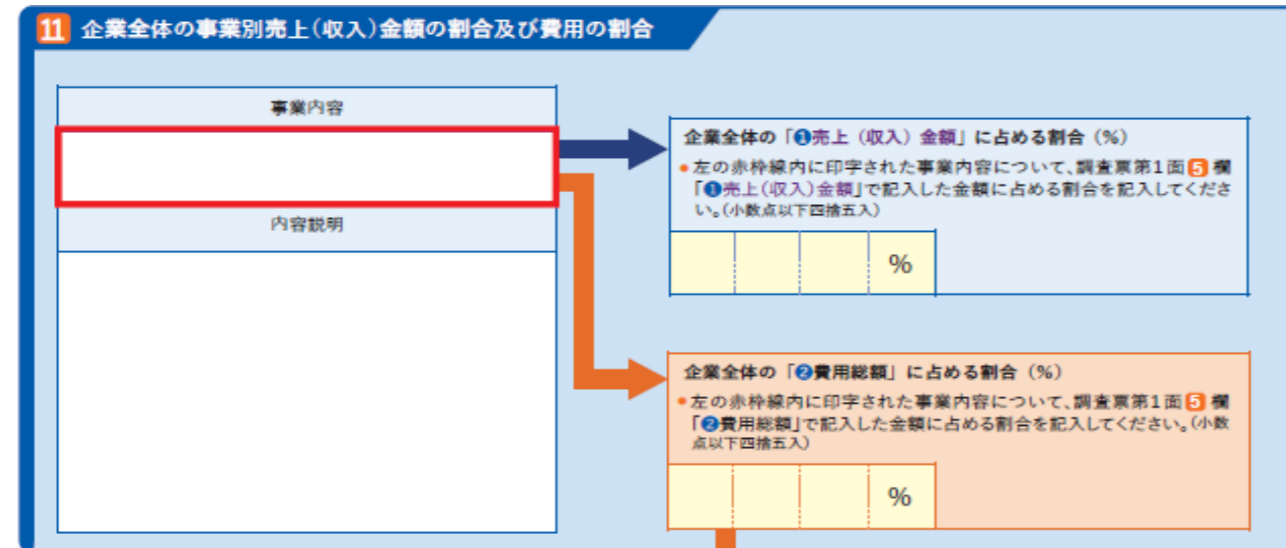 11 企業全体の事業別売上(収入)金額の割合及び費用の割合
事業内容
内容説明
企業全体の「❶売上(収入)金額」に占める割合(%)
●左の赤枠線内に印字された事業内容について、調査票第1面5欄
「❶売上(収入)金額」で記入した金額に占める割合を記入してくださ
い。(小数点以下四捨五入)
%
企業全体の「❷費用総額」に占める割合(%)
●左の赤枠線内に印字された事業内容について、調査票第1面5欄
「❷費用総額」で記入した金額に占める割合を記入してください。(小数
点以下四捨五入)
%